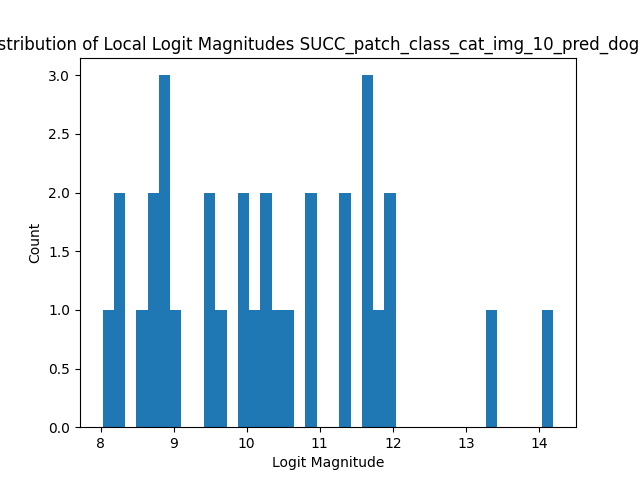 stribution of Local Logit Magnitudes SUCC_patch_class_cat_img_10_pred_dog
3.0
2.5
2.0
1.5
1.0
0.5
0.0
Count
8 9 10 11 12 13 14
Logit Magnitude